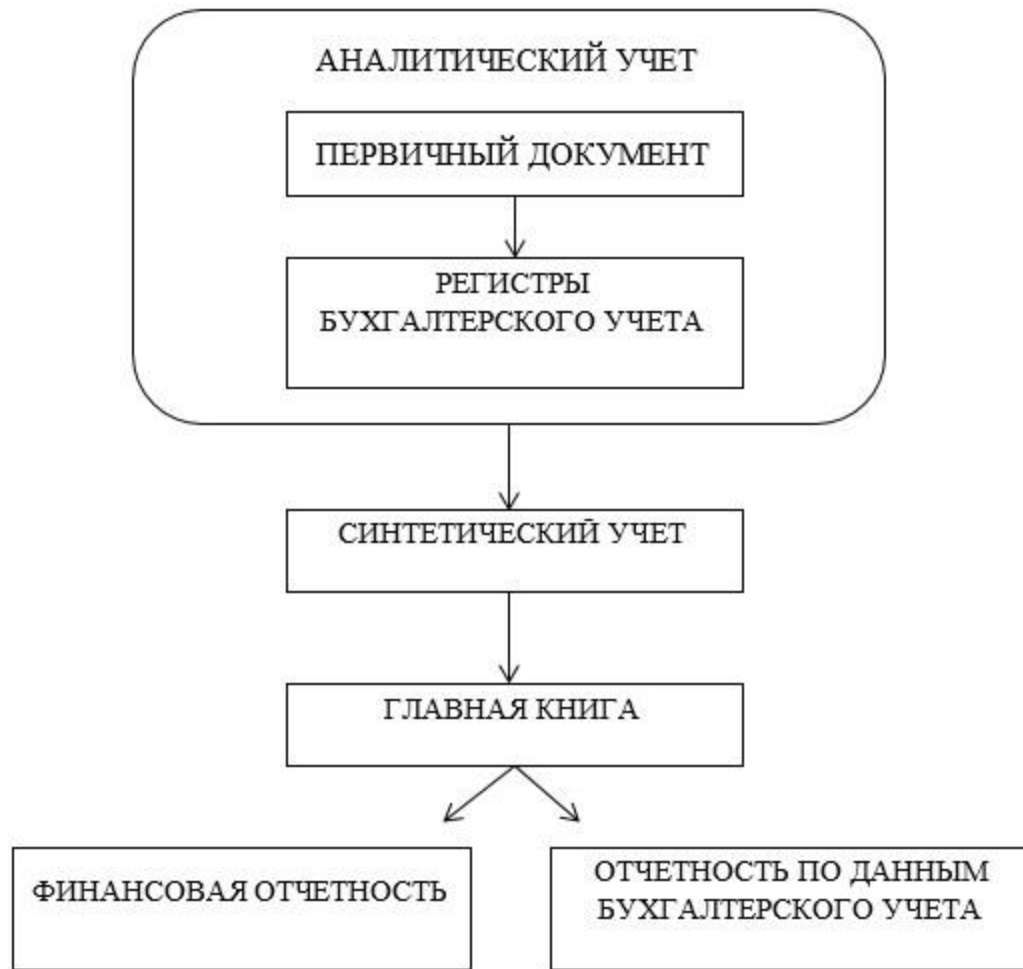 АНАЛИТИЧЕСКИЙ УЧЕТ
ПЕРВИЧНЫЙ ДОКУМЕНТ
РЕГИСТРЫ
БУХГАЛТЕРСКОГО УЧЕТА
СИНТЕТИЧЕСКИЙ УЧЕТ
ГЛАВНАЯ КНИГА
ФИНАНСОВАЯ ОТЧЕТНОСТЬ
ОТЧЕТНОСТЬ ПО ДАННЫМ
БУХГАЛТЕРСКОГО УЧЕТА